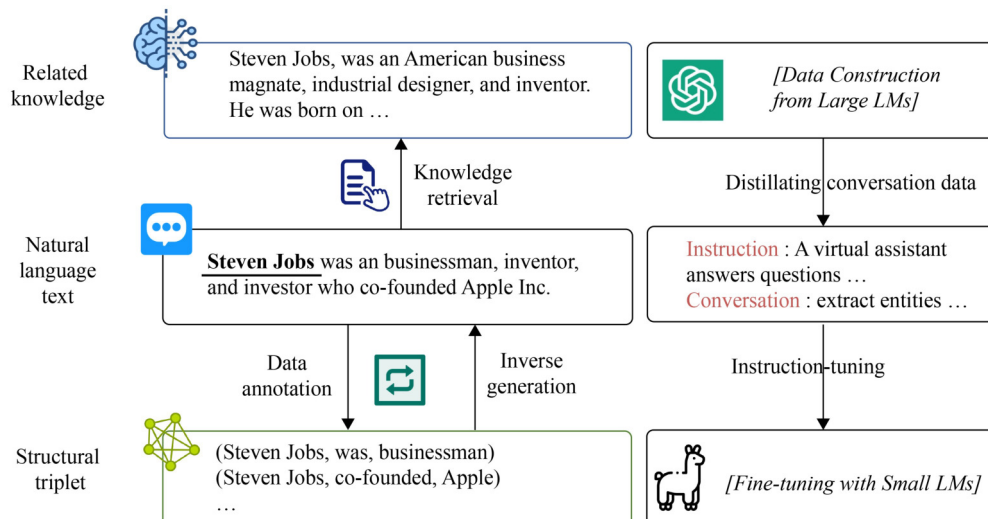 Related
knowledge
Steven Jobs, was an American business
magnate, industrial designer, and inventor.
He was born on …
[Data Construction
from Large LMs]
Knowledge
retrieval
Distillating conversation data
Natural
language
text
Steven Jobs was an businessman, inventor,
and investor who co-founded Apple Inc.
Instruction : A virtual assistant
answers questions …
Conversation : extract entities …
Data
annotation
Inverse
generation
Instruction-tuning
Structural
triplet
(Steven Jobs, was, businessman)
(Steven Jobs, co-founded, Apple)
…
[Fine-tuning with Small LMs]